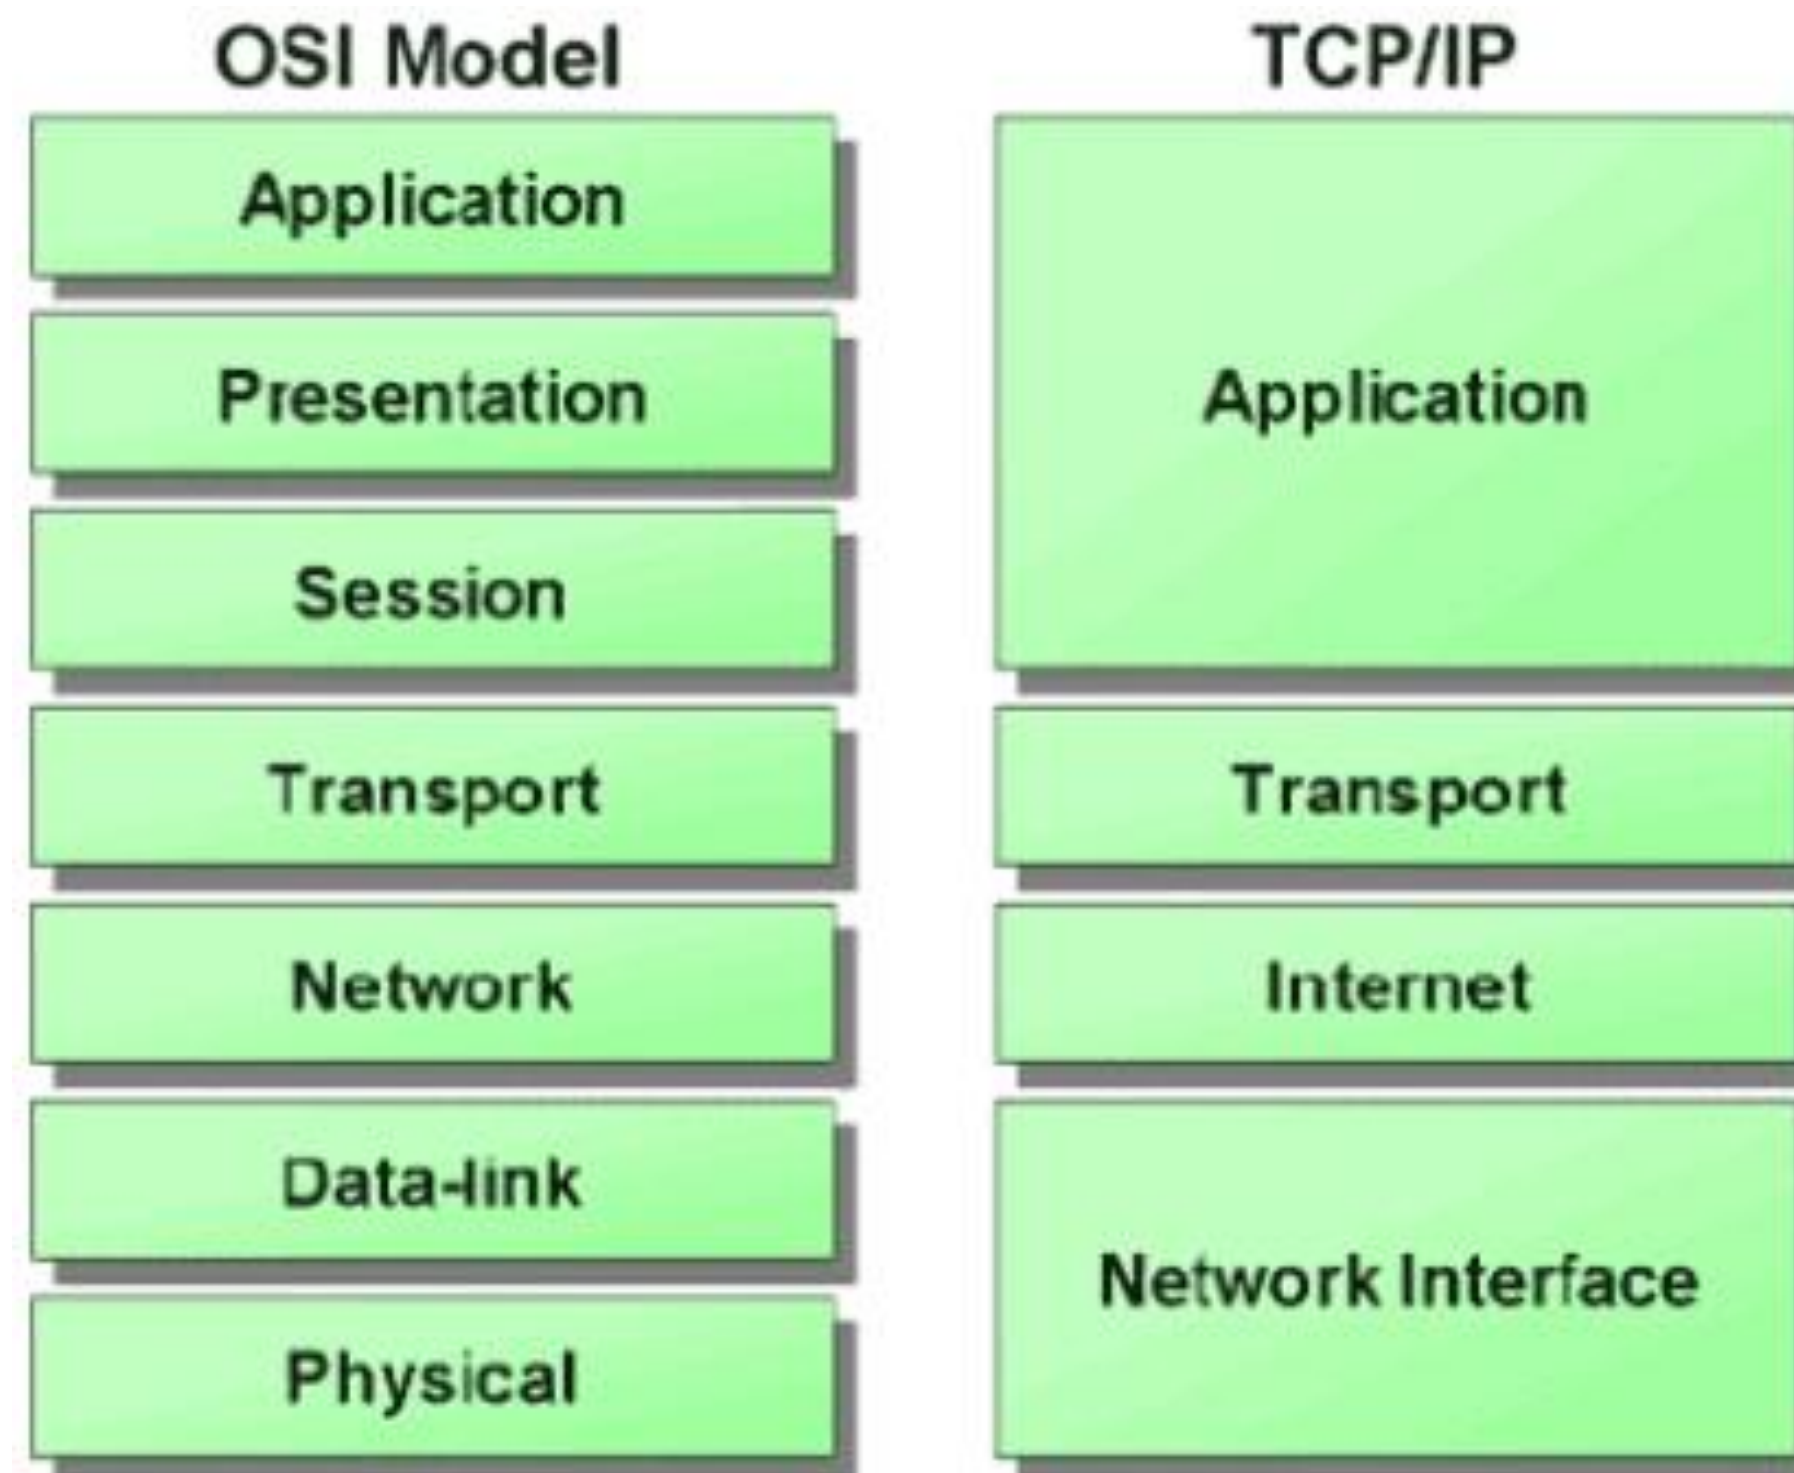 OSI Model
Application
Presentation
Session
Transport
Network
Data-link
Physical
TCP/IP
Application
Transport
Internet
Network Interface